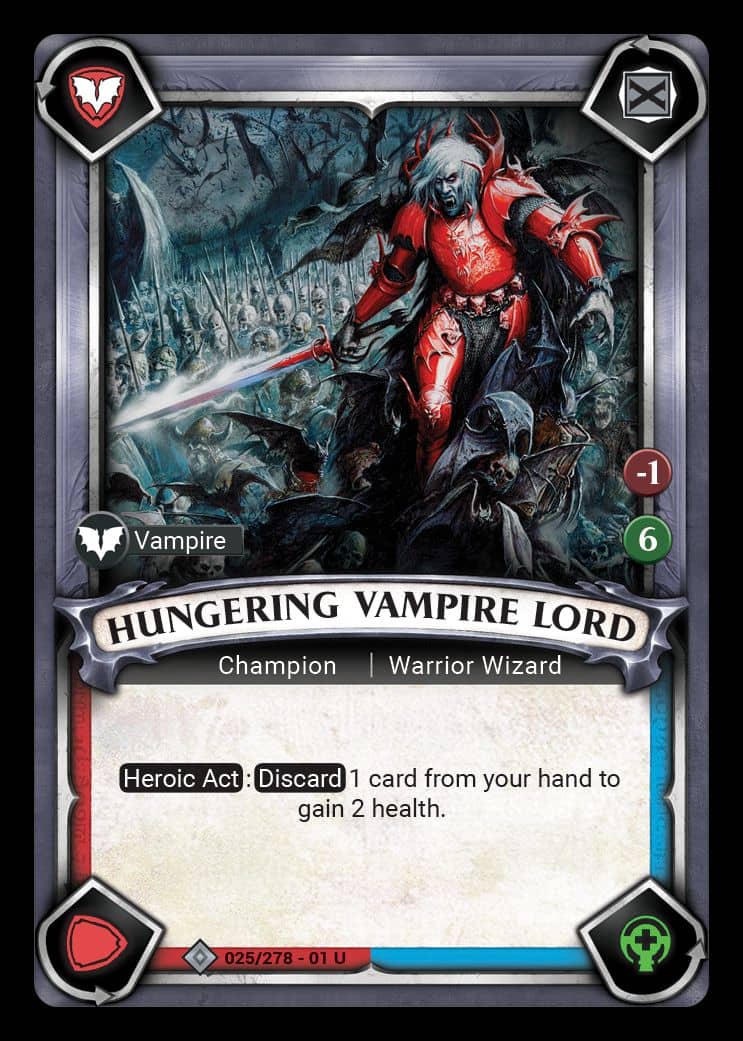 -1
6
Vampire
HUNGERING VAMPIRE LORD
Champion | Warrior Wizard
Heroic Act : Discard 1 card from your hand to
gain 2 health.
025/278 - 01 U